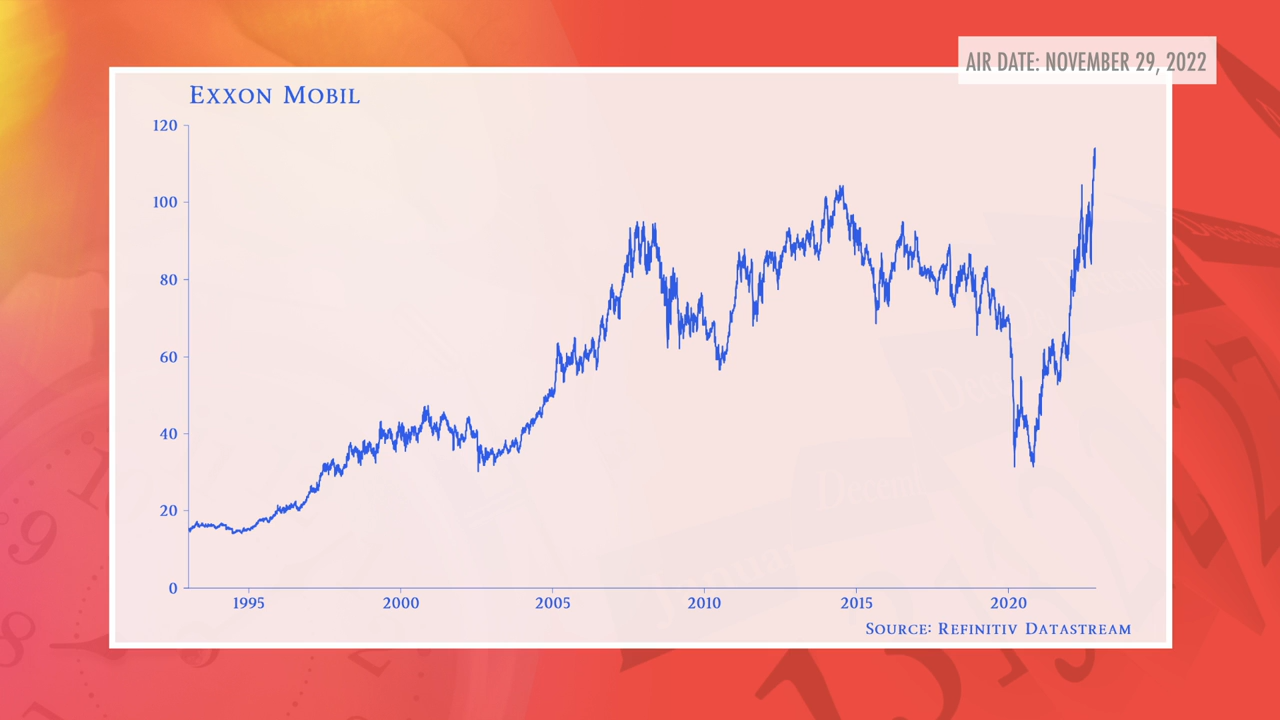 AIR DATE: NOVEMBER 29, 2022
EXXON MOBIL
120
100
80
60
40
20
0
1995 2000 2005 2010 2015 2020
SOURCE: REFINITIV DATASTREAM